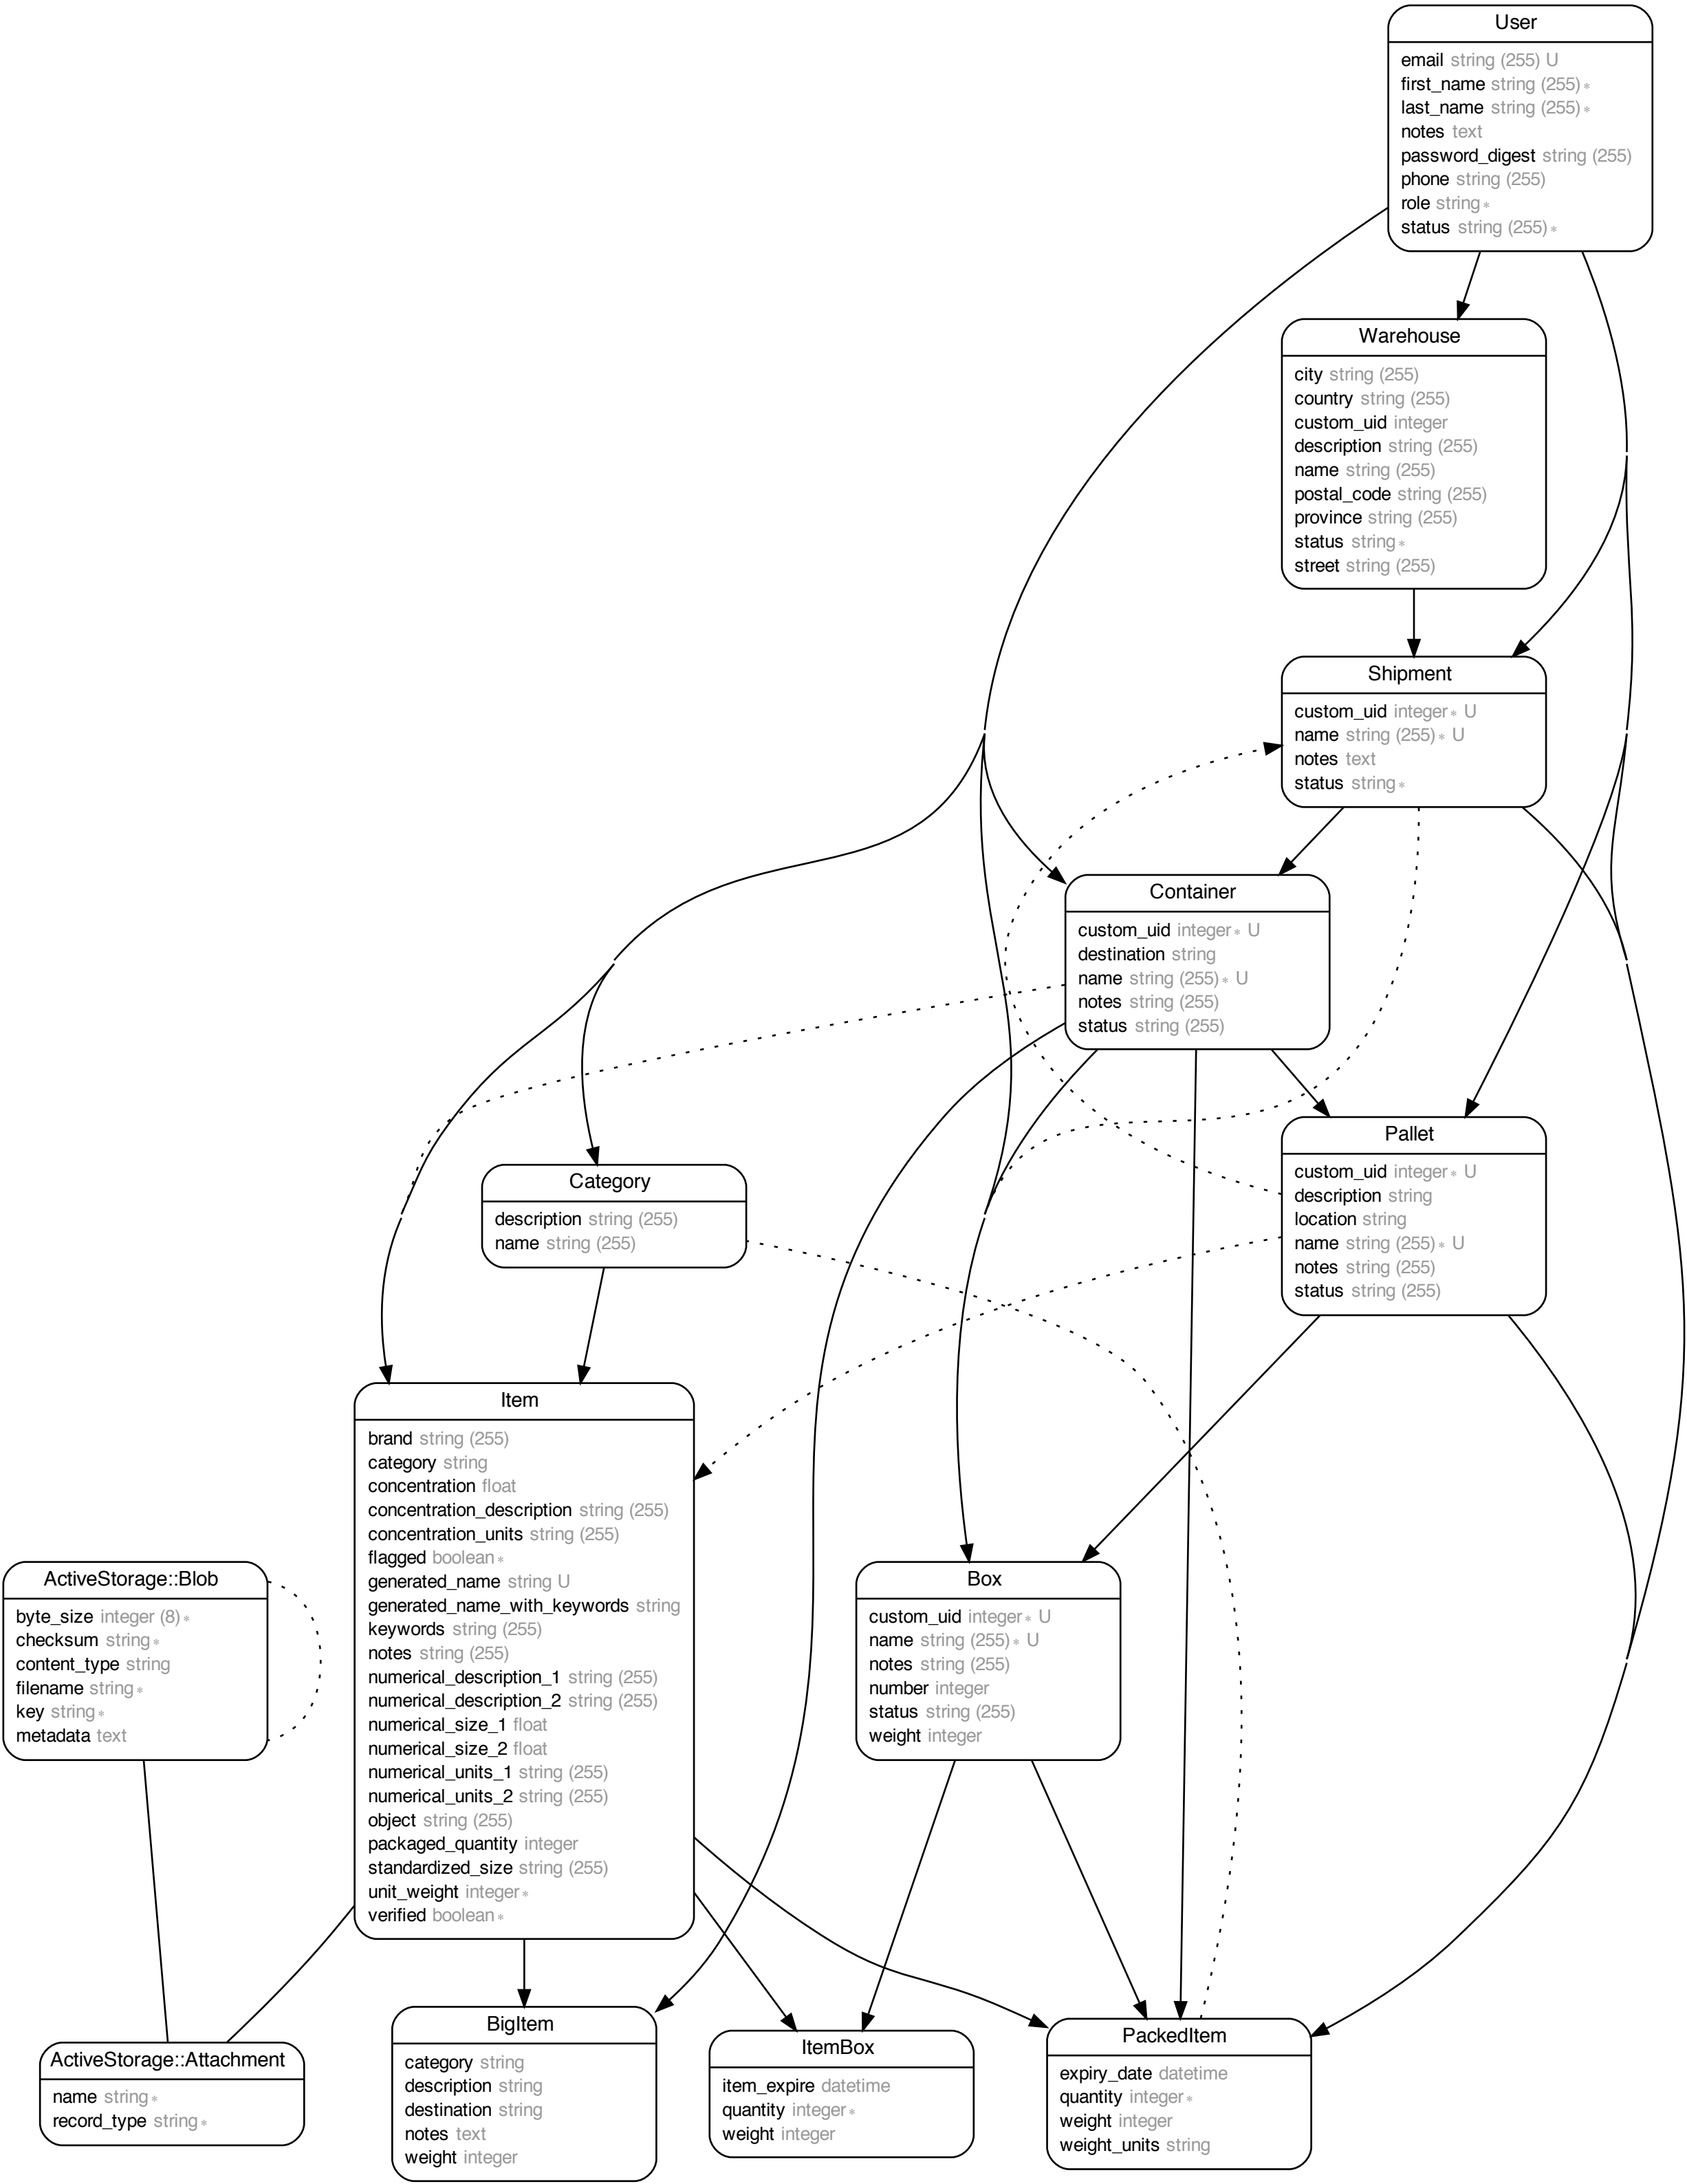 User
email string (255) U
first_name string (255)∗
last_name string (255)∗
notes text
password_digest string (255)
phone string (255)
role string∗
status string (255)∗
Warehouse
city string (255)
country string (255)
custom_uid integer
description string (255)
name string (255)
postal_code string (255)
province string (255)
status string∗
street string (255)
Shipment
custom_uid integer∗ U
name string (255)∗ U
notes text
status string∗
Container
custom_uid integer∗ U
destination string
name string (255)∗ U
notes string (255)
status string (255)
Pallet
custom_uid integer∗ U
description string
location string
name string (255)∗ U
notes string (255)
status string (255)
Category
description string (255)
name string (255)
Item
brand string (255)
category string
concentration float
concentration_description string (255)
concentration_units string (255)
flagged boolean∗
generated_name string U
generated_name_with_keywords string
keywords string (255)
notes string (255)
numerical_description_1 string (255)
numerical_description_2 string (255)
numerical_size_1 float
numerical_size_2 float
numerical_units_1 string (255)
numerical_units_2 string (255)
object string (255)
packaged_quantity integer
standardized_size string (255)
unit_weight integer∗
verified boolean∗
ActiveStorage::Blob
byte_size integer (8)∗
checksum string∗
content_type string
filename string∗
key string∗
metadata text
Box
custom_uid integer∗ U
name string (255)∗ U
notes string (255)
number integer
status string (255)
weight integer
ActiveStorage::Attachment
name string∗
record_type string∗
BigItem
category string
description string
destination string
notes text
weight integer
ItemBox
item_expire datetime
quantity integer∗
weight integer
PackedItem
expiry_date datetime
quantity integer∗
weight integer
weight_units string